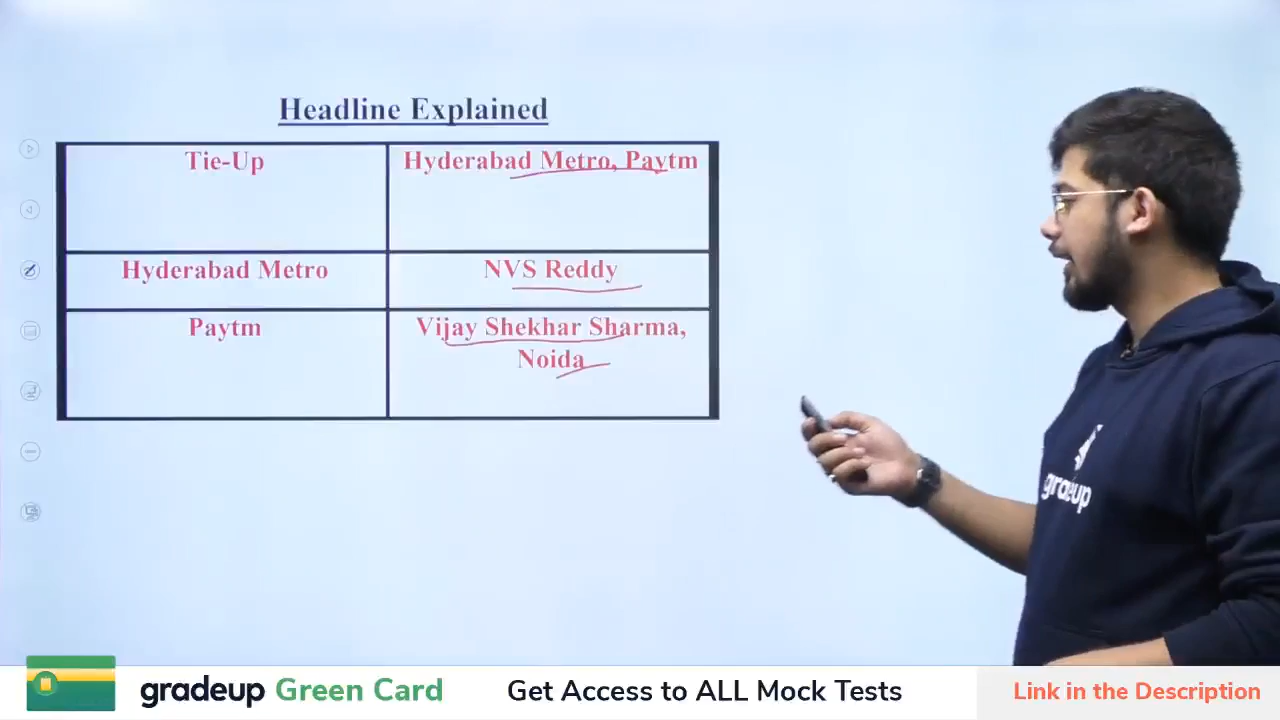 Headline Explained
Tie-Up
Hyderabad Metro, Paytm
Hyderabad Metro
NVS Reddy
Paytm
Vijay Shekhar Sharma,
Noida
gradeup
gradeup Green Card
Get Access to ALL Mock Tests
Link in the Description